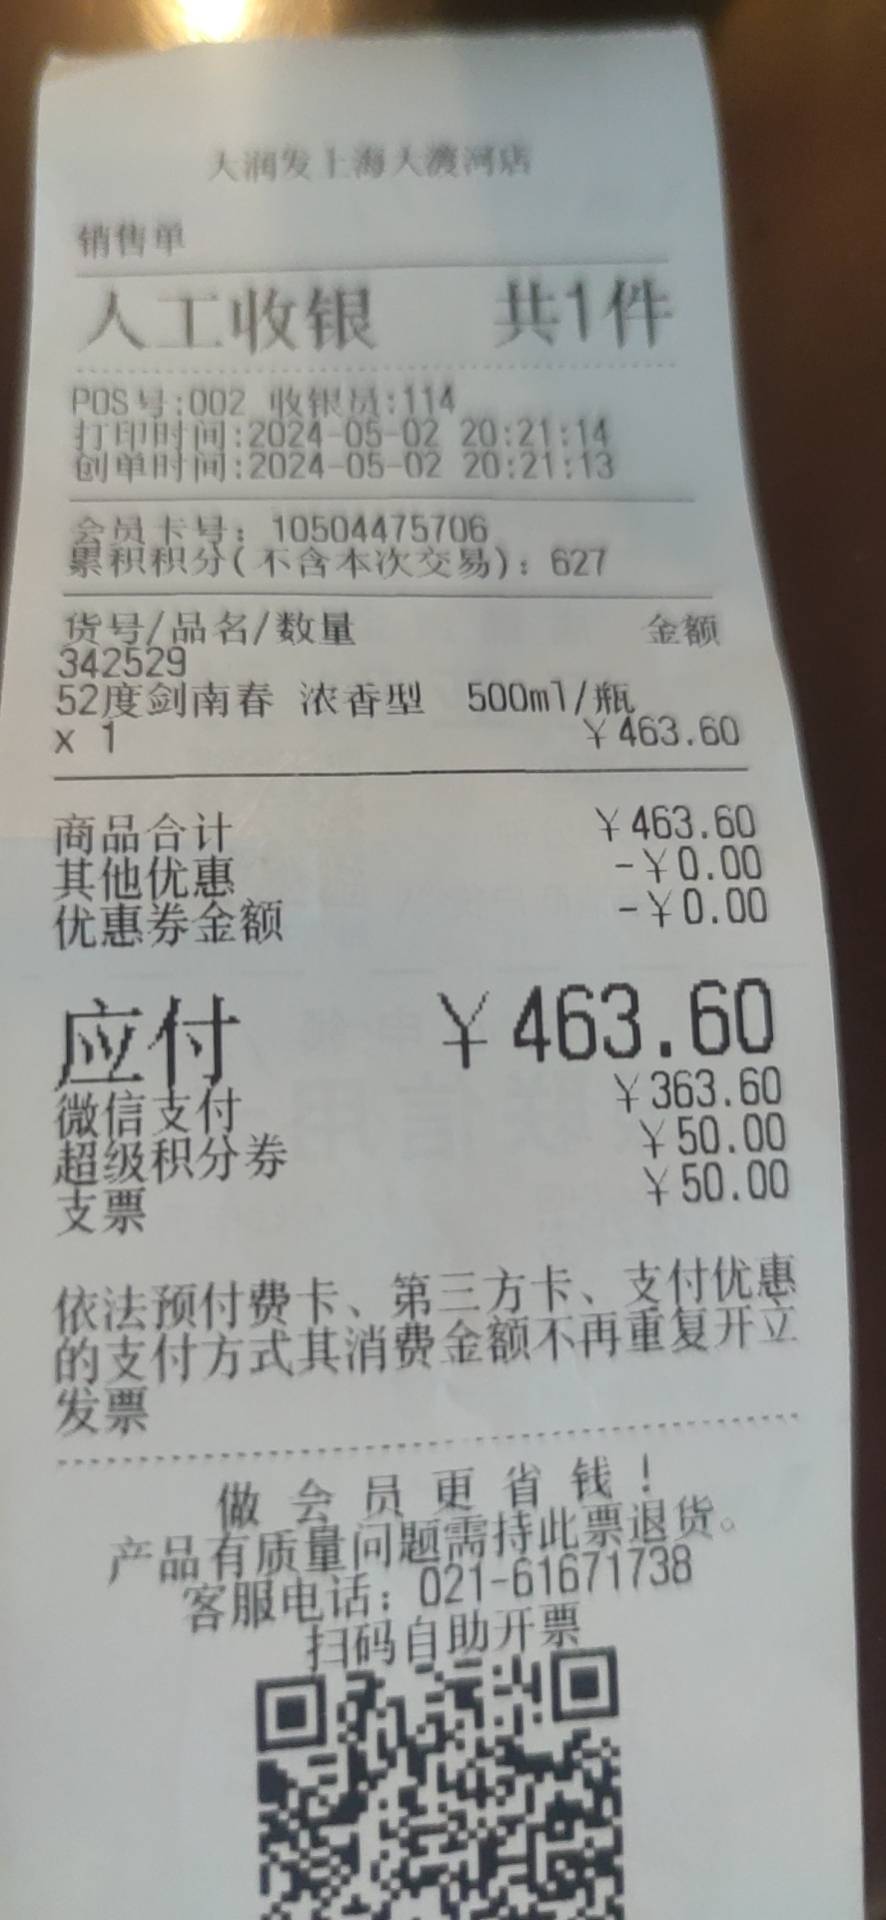 大润发上海大渡河店
销售单
人工收银 共1件
POS号:002 收银员:114
打印时间:2024-05-02 20:21:14
创单时间:2024-05-02 20:21:13
会员卡号：10504475706
累积积分(不含本次交易)：627
货号/品名/数量 金额
342529
52度剑南春 浓香型 500ml/瓶
x 1 ￥463.60
商品合计 ￥463.60
其他优惠 -￥0.00
优惠券金额 -￥0.00
应付 ￥463.60
微信支付 ￥363.60
超级积分券 ￥50.00
支票 ￥50.00
依法预付费卡、第三方卡、支付优惠
的支付方式其消费金额不再重复开立
发票
做会员更省钱！
产品有质量问题需持此票退货。
客服电话：021-61671738
扫码自助开票